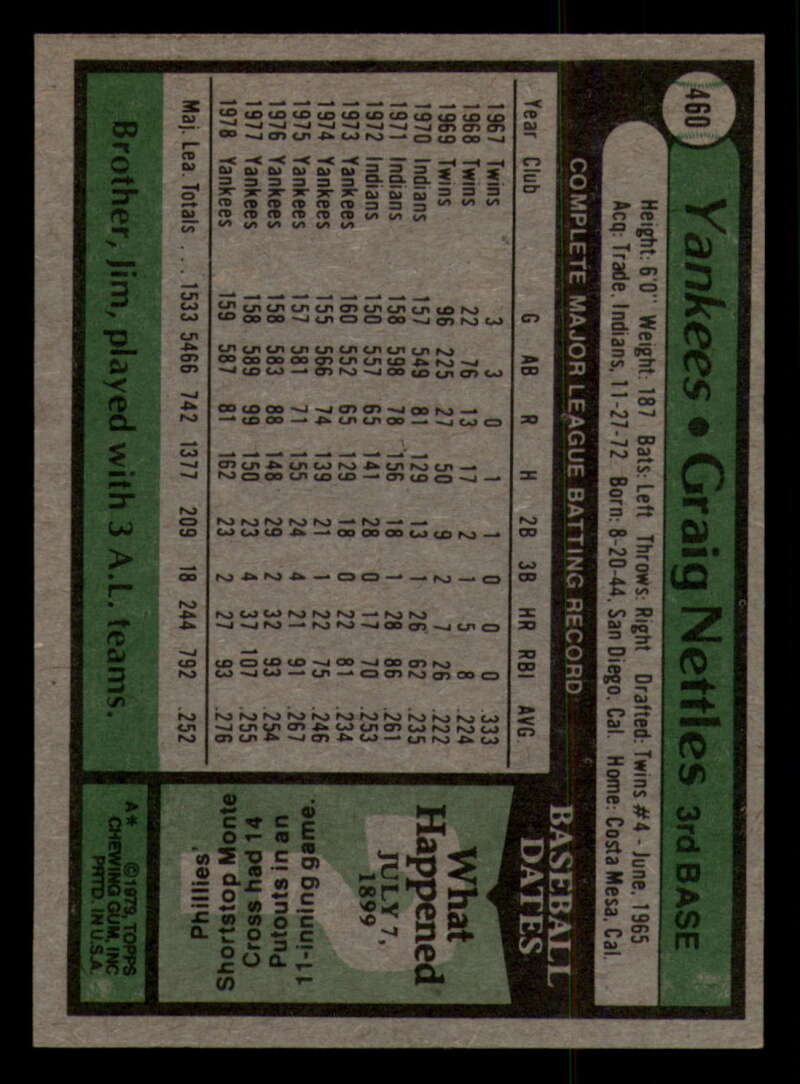 460
Yankees • Graig Nettles 3rd BASE
Height: 6'0" Weight: 187 Bats: Left Throws: Right Drafted: Twins #4 - June, 1965
Acq: Trade, Indians, 11-27-72 Born: 8-20-44, San Diego, Cal. Home: Costa Mesa, Cal.
COMPLETE MAJOR LEAGUE BATTING RECORD
Year Club G AB R H 2B 3B HR RBI AVG.
1967 Twins 3 3 0 1 1 0 0 0 .333
1968 Twins 22 76 13 17 2 1 5 8 .224
1969 Twins 96 225 27 50 9 2 7 26 .222
1970 Indians 157 549 81 129 13 1 26 62 .235
1971 Indians 158 598 78 156 18 1 28 86 .261
1972 Indians 150 557 65 141 28 0 17 70 .253
1973 Yankees 160 552 65 129 18 0 22 81 .234
1974 Yankees 155 566 74 139 21 1 22 75 .246
1975 Yankees 157 581 71 155 24 4 21 91 .267
1976 Yankees 158 583 88 148 29 2 32 93 .254
1977 Yankees 158 589 99 150 23 4 37 107 .255
1978 Yankees 159 587 81 162 23 2 27 93 .276
Maj. Lea. Totals . . . 1533 5466 742 1377 209 18 244 792 .252
Brother, Jim, played with 3 A.L. teams.
BASEBALL
DATES
What
Happened
JULY 7,
1899
Phillies'
Shortstop Monte
Cross had 14
Putouts in an
11-inning game.
A* ©1979, TOPPS
CHEWING GUM, INC
PRTD. IN U.S.A.